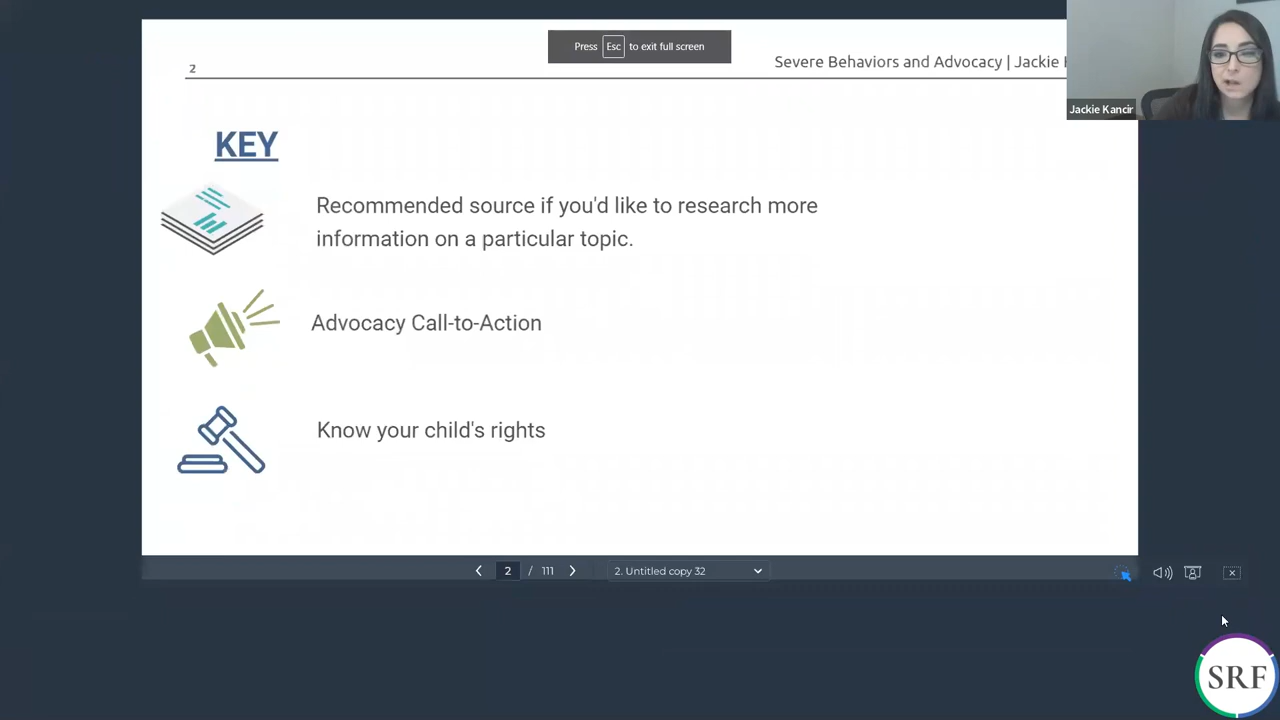 Press Esc to exit full screen
2
Severe Behaviors and Advocacy | Jackie
Jackie Kancir
KEY
Recommended source if you'd like to research more
information on a particular topic.
Advocacy Call-to-Action
Know your child's rights
2 / 111
2. Untitled copy 32
SRF